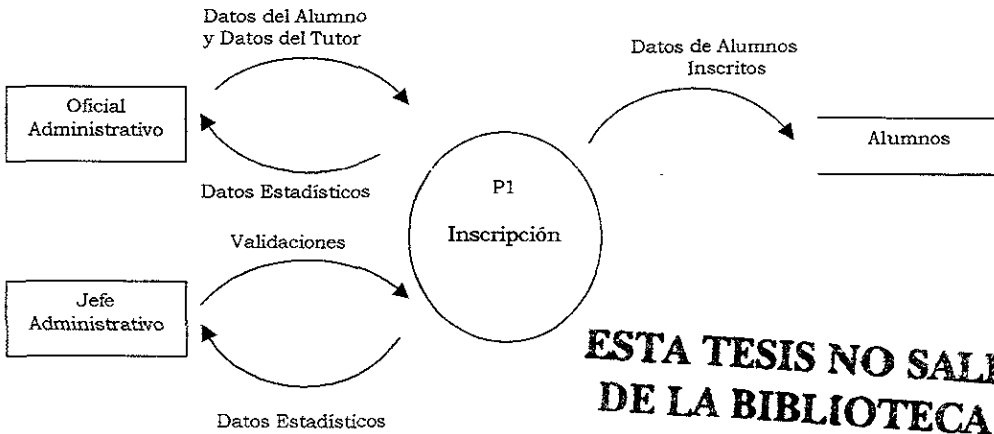 Datos del Alumno
y Datos del Tutor
Datos de Alumnos
Inscritos
Oficial
Administrativo
Alumnos
Datos Estadísticos
P1
Inscripción
Validaciones
Jefe
Administrativo
Datos Estadísticos
ESTA TESIS NO SALE
DE LA BIBLIOTECA